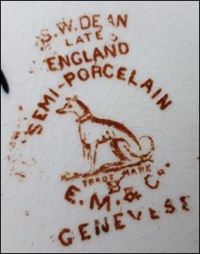 S.W.DEAN
LATE
ENGLAND
SEMI-PORCELAIN
TRADE MARK
E.M.& Co.
B
GENEVESE